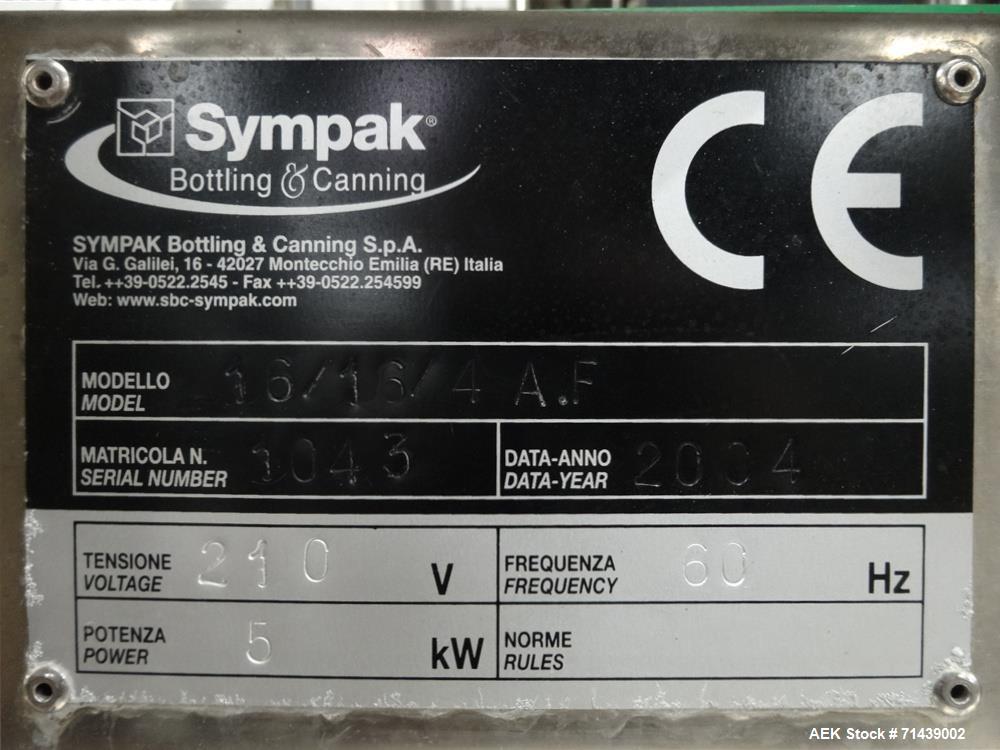 Sympak®
Bottling & Canning
CE
SYMPAK Bottling & Canning S.p.A.
Via G. Galilei, 16 - 42027 Montecchio Emilia (RE) Italia
Tel. ++39-0522.2545 - Fax ++39-0522.254599
Web: www.sbc-sympak.com
MODELLO 16/16/4 A.F
MODEL
MATRICOLA N. 1043 DATA-ANNO 2004
SERIAL NUMBER DATA-YEAR
TENSIONE 210 V FREQUENZA 60 Hz
VOLTAGE FREQUENCY
POTENZA 5 kW NORME
POWER RULES
AEK Stock # 71439002